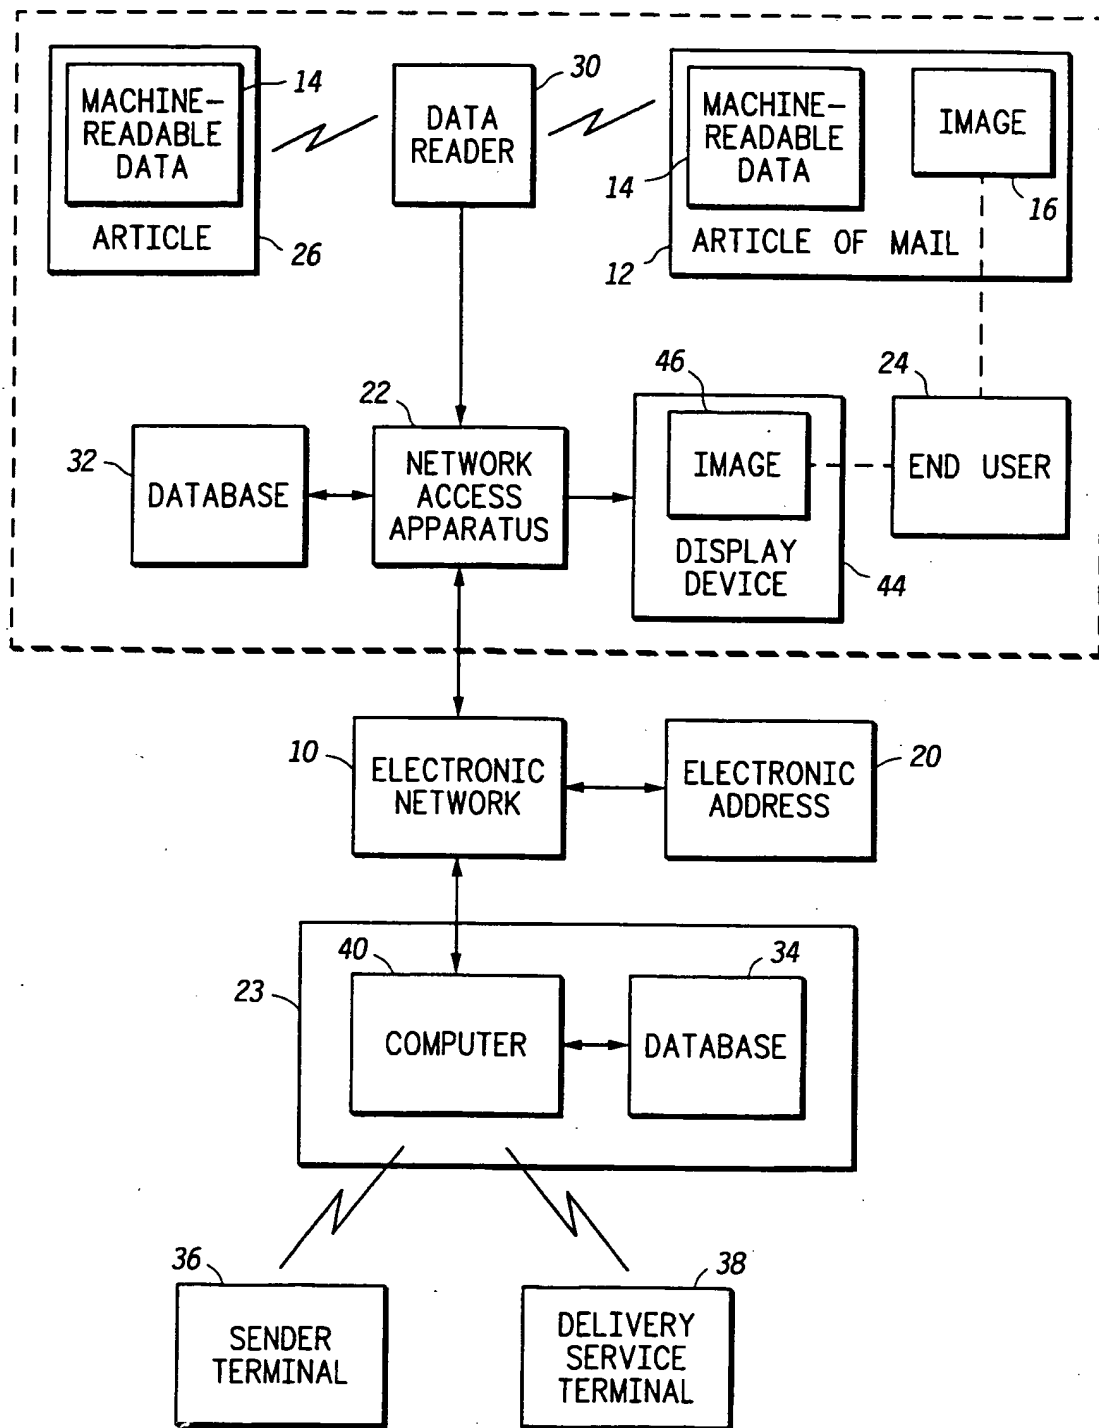 14
MACHINE-
READABLE
DATA
ARTICLE
26
30
DATA
READER
MACHINE-
READABLE
DATA
14
IMAGE
16
ARTICLE OF MAIL
12
32
DATABASE
22
NETWORK
ACCESS
APPARATUS
46
IMAGE
DISPLAY
DEVICE
44
24
END USER
10
ELECTRONIC
NETWORK
ELECTRONIC
ADDRESS
20
23
40
COMPUTER
34
DATABASE
36
SENDER
TERMINAL
38
DELIVERY
SERVICE
TERMINAL